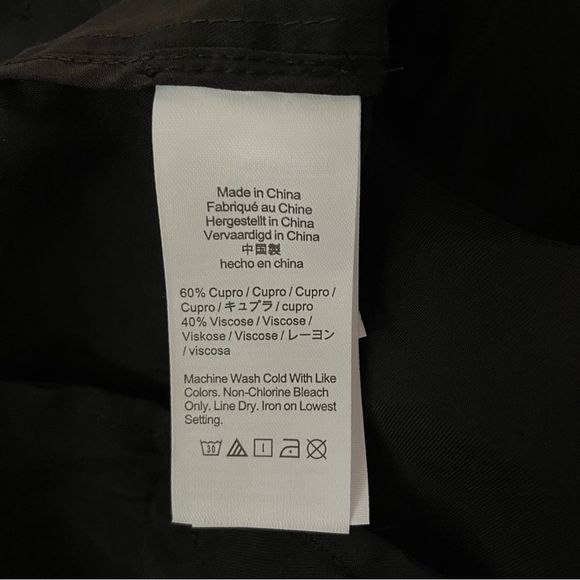 Made in China
Fabriqué au Chine
Hergestellt in China
Vervaardigd in China
中国製
hecho en china
60% Cupro / Cupro / Cupro /
Cupro / キュプラ / cupro
40% Viscose / Viscose /
Viskose / Viscose / レーヨン
/ viscosa
Machine Wash Cold With Like
Colors. Non-Chlorine Bleach
Only. Line Dry. Iron on Lowest
Setting.
30